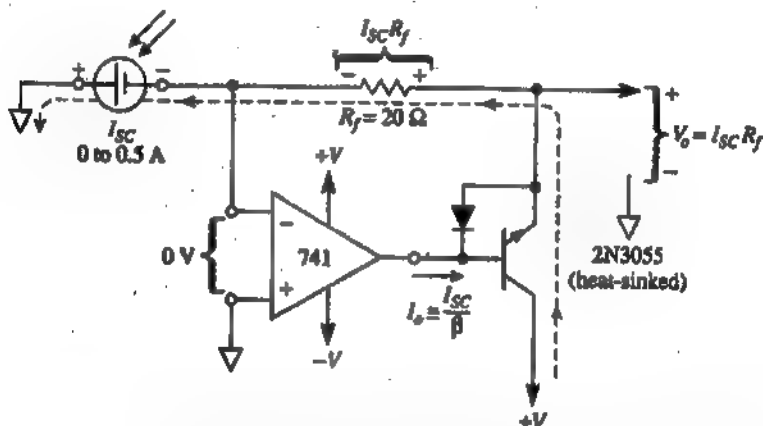 I_SC R_f
+
−
−
+
I_SC
0 to 0.5 A
R_f = 20 Ω
+
V_o = I_SC R_f
−
+V
0 V
−
741
+
2N3055
(heat-sinked)
I_o ≅ I_SC/β
−V
+V